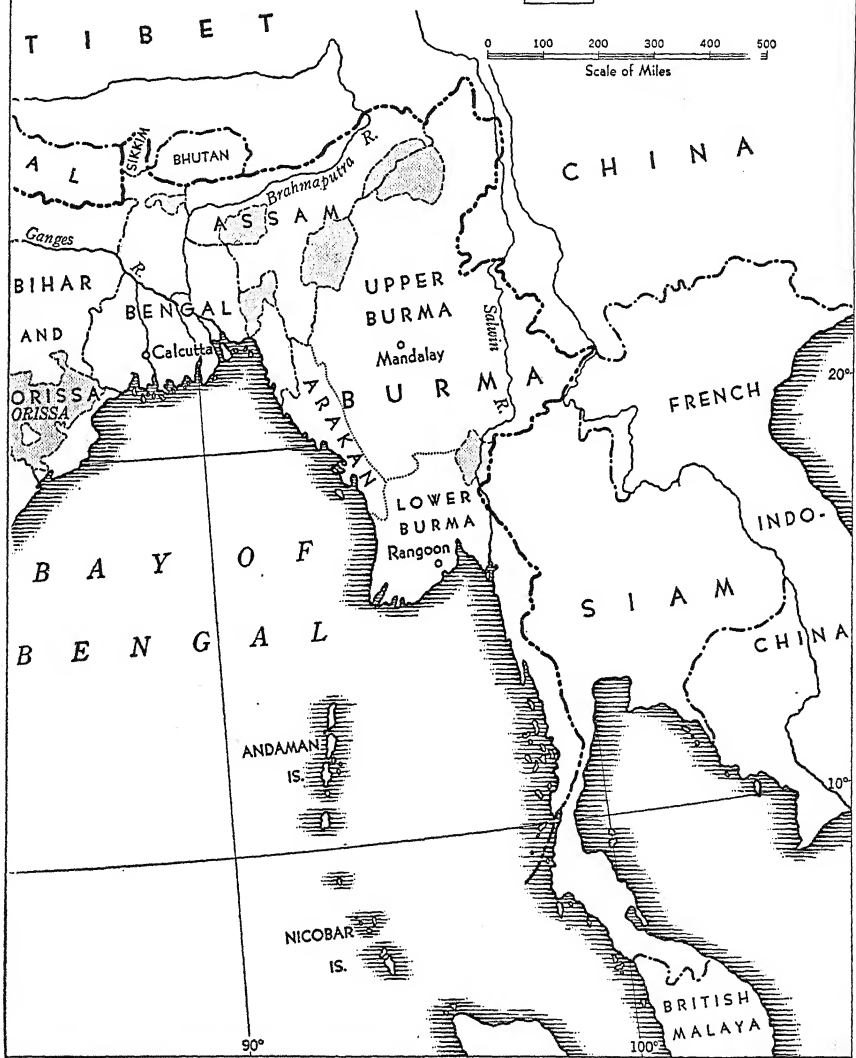 TIBET
0 100 200 300 400 500
Scale of Miles
CHINA
AL
SIKKIM
BHUTAN
Brahmaputra R.
ASSAM
Ganges
R.
BIHAR
AND
ORISSA
ORISSA
BENGAL
Calcutta
UPPER
BURMA
Mandalay
Salwin
R.
BURMA
ARAKAN
20°
FRENCH
INDO-
CHINA
LOWER
BURMA
Rangoon
BAY OF
BENGAL
SIAM
ANDAMAN
IS.
10°
NICOBAR
IS.
BRITISH
MALAYA
90°
100°